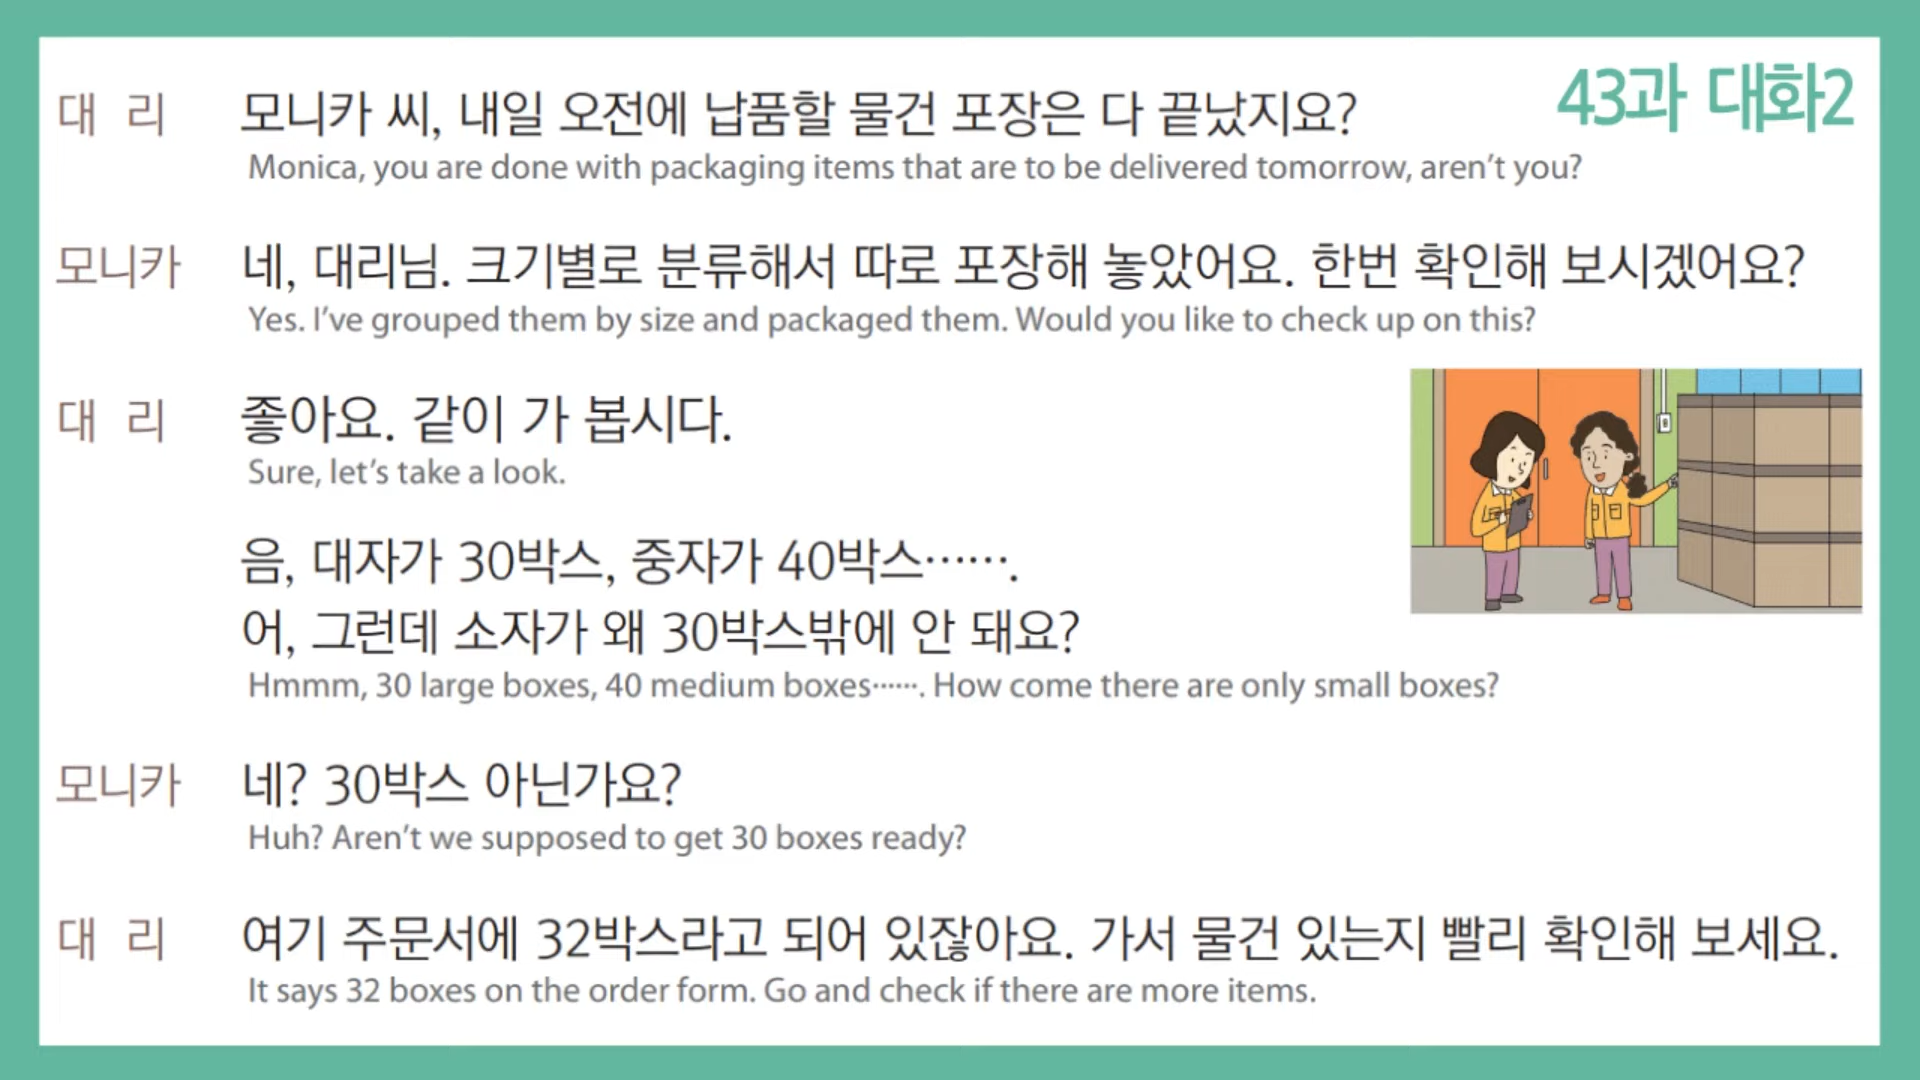 43과 대화2
대 리 모니카 씨, 내일 오전에 납품할 물건 포장은 다 끝났지요?
Monica, you are done with packaging items that are to be delivered tomorrow, aren’t you?
모니카 네, 대리님. 크기별로 분류해서 따로 포장해 놓았어요. 한번 확인해 보시겠어요?
Yes. I’ve grouped them by size and packaged them. Would you like to check up on this?
대 리 좋아요. 같이 가 봅시다.
Sure, let’s take a look.
음, 대자가 30박스, 중자가 40박스…….
어, 그런데 소자가 왜 30박스밖에 안 돼요?
Hmmm, 30 large boxes, 40 medium boxes……. How come there are only small boxes?
모니카 네? 30박스 아닌가요?
Huh? Aren’t we supposed to get 30 boxes ready?
대 리 여기 주문서에 32박스라고 되어 있잖아요. 가서 물건 있는지 빨리 확인해 보세요.
It says 32 boxes on the order form. Go and check if there are more items.